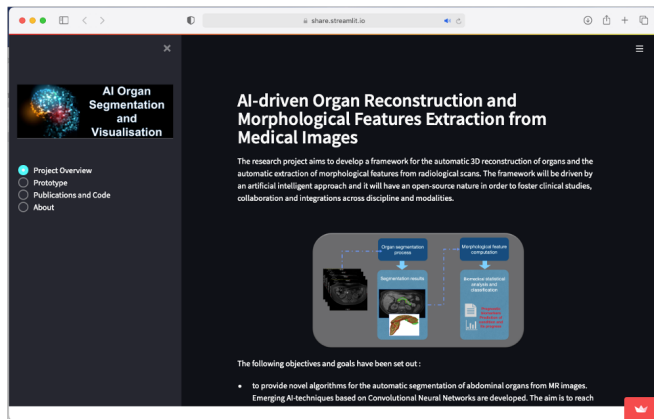 share.streamlit.io
AI Organ
Segmentation
and
Visualisation
Project Overview
Prototype
Publications and Code
About
AI-driven Organ Reconstruction and
Morphological Features Extraction from
Medical Images
The research project aims to develop a framework for the automatic 3D reconstruction of organs and the
automatic extraction of morphological features from radiological scans. The framework will be driven by
an artificial intelligent approach and it will have an open-source nature in order to foster clinical studies,
collaboration and integrations across discipline and modalities.
Organ segmentation
process
Morphological feature
computation
Segmentation results
Biomarker statistical
analysis and
classification
The following objectives and goals have been set out :
to provide novel algorithms for the automatic segmentation of abdominal organs from MR images.
Emerging AI-techniques based on Convolutional Neural Networks are developed. The aim is to reach